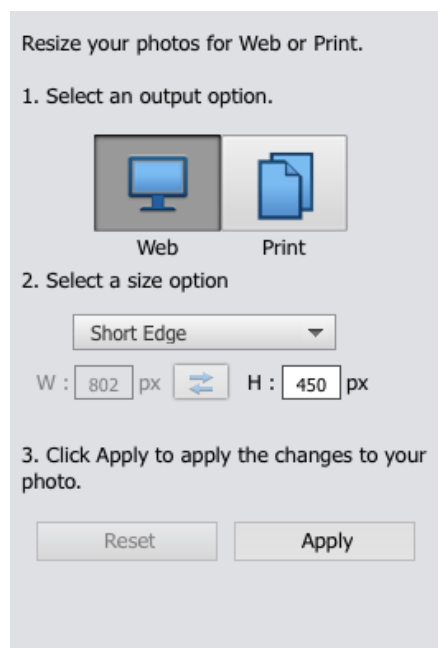 Resize your photos for Web or Print.
1. Select an output option.
Web Print
2. Select a size option
Short Edge
W : 802 px H : 450 px
3. Click Apply to apply the changes to your
photo.
Reset Apply